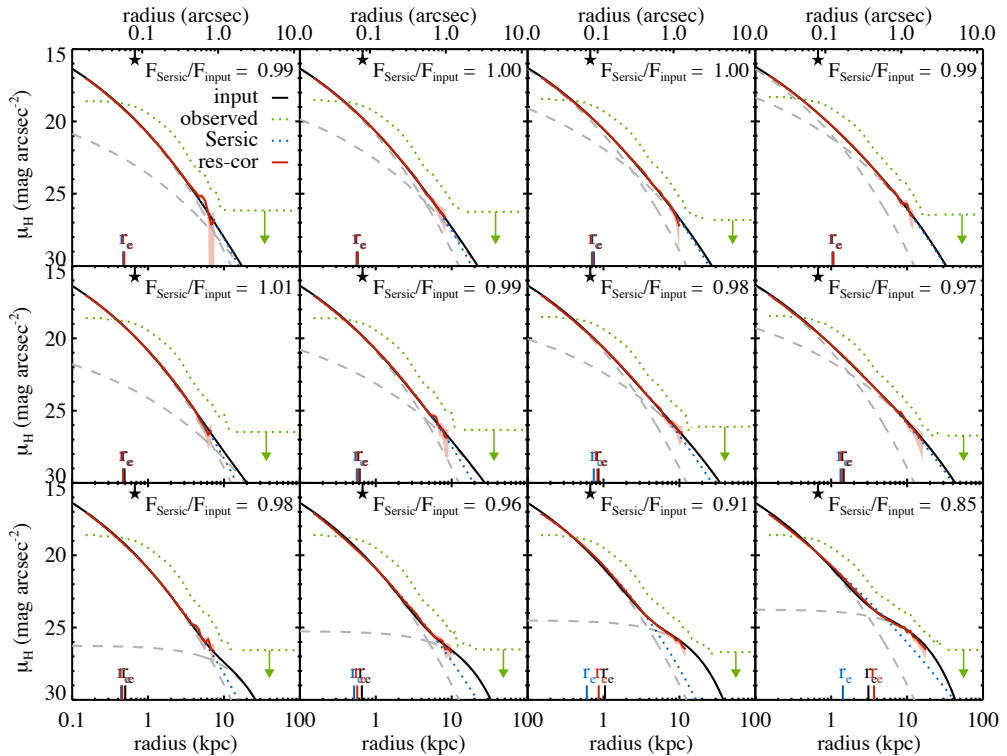 radius (arcsec) radius (arcsec) radius (arcsec) radius (arcsec)
0.1 1.0 10.0 0.1 1.0 10.0 0.1 1.0 10.0 0.1 1.0 10.0
15
F_Sersic/F_input = 0.99
F_Sersic/F_input = 1.00
F_Sersic/F_input = 1.00
F_Sersic/F_input = 0.99
input
observed
Sersic
res-cor
μ_H (mag arcsec⁻²)
20
25
30
r_e
r_e
r_e
r_e
15
F_Sersic/F_input = 1.01
F_Sersic/F_input = 0.99
F_Sersic/F_input = 0.98
F_Sersic/F_input = 0.97
μ_H (mag arcsec⁻²)
20
25
30
r_e
r_e
r_e
r_e
15
F_Sersic/F_input = 0.98
F_Sersic/F_input = 0.96
F_Sersic/F_input = 0.91
F_Sersic/F_input = 0.85
μ_H (mag arcsec⁻²)
20
25
30
r_e
r_e
r_e r_e
r_e r_e
0.1 1 10 100 1 10 100 1 10 100 1 10 100
radius (kpc) radius (kpc) radius (kpc) radius (kpc)